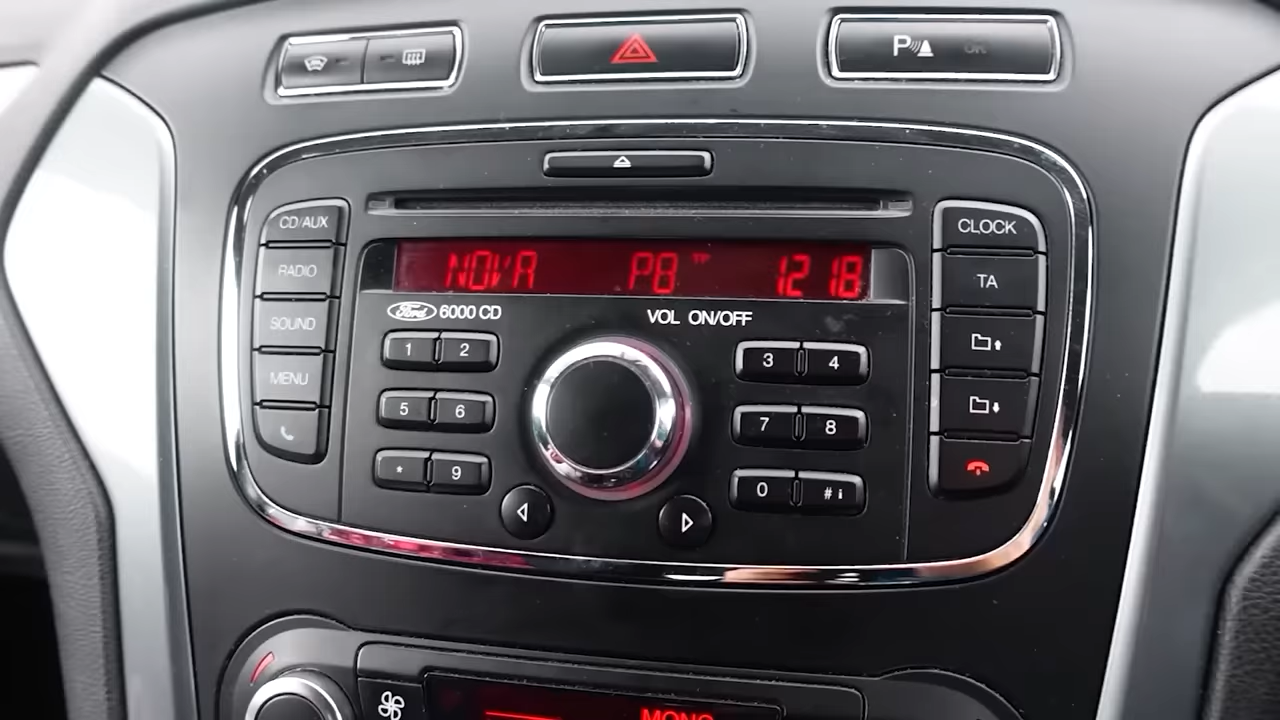 P OFF
CD/AUX
CLOCK
RADIO
NOVA P8 TP 12 18
TA
Ford 6000 CD
VOL ON/OFF
SOUND
1 2
3 4
MENU
5 6
7 8
* 9
0 # i
MONO